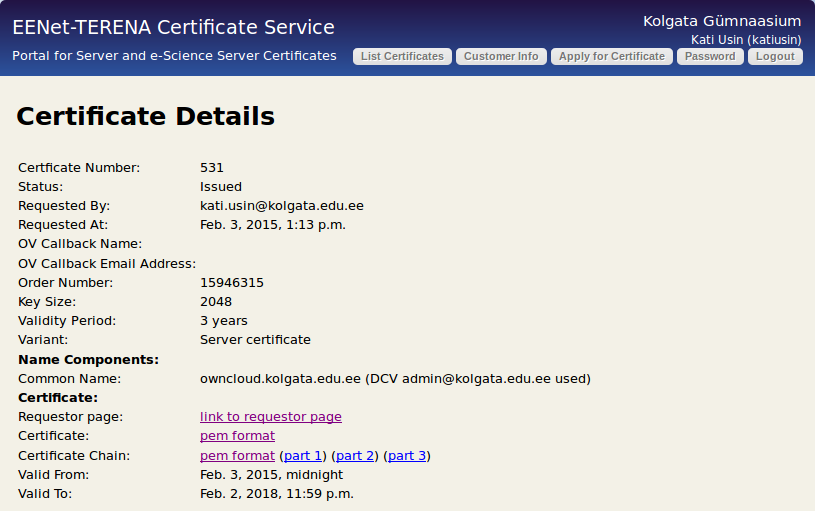 EENet-TERENA Certificate Service
Kolgata Gümnaasium
Kati Usin (katiusin)
Portal for Server and e-Science Server Certificates
List Certificates Customer Info Apply for Certificate Password Logout
Certificate Details
Certficate Number: 531
Status: Issued
Requested By: kati.usin@kolgata.edu.ee
Requested At: Feb. 3, 2015, 1:13 p.m.
OV Callback Name:
OV Callback Email Address:
Order Number: 15946315
Key Size: 2048
Validity Period: 3 years
Variant: Server certificate
Name Components:
Common Name: owncloud.kolgata.edu.ee (DCV admin@kolgata.edu.ee used)
Certificate:
Requestor page: link to requestor page
Certificate: pem format
Certificate Chain: pem format (part 1) (part 2) (part 3)
Valid From: Feb. 3, 2015, midnight
Valid To: Feb. 2, 2018, 11:59 p.m.